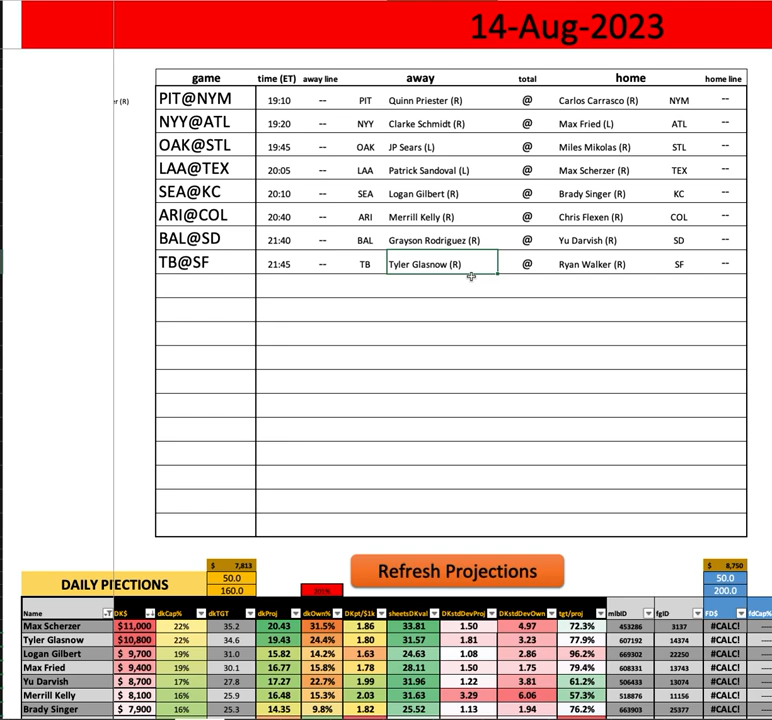 14-Aug-2023
game time (ET) away line away total home home line
er (R)
PIT@NYM 19:10 -- PIT Quinn Priester (R) @ Carlos Carrasco (R) NYM --
NYY@ATL 19:20 -- NYY Clarke Schmidt (R) @ Max Fried (L) ATL --
OAK@STL 19:45 -- OAK JP Sears (L) @ Miles Mikolas (R) STL --
LAA@TEX 20:05 -- LAA Patrick Sandoval (L) @ Max Scherzer (R) TEX --
SEA@KC 20:10 -- SEA Logan Gilbert (R) @ Brady Singer (R) KC --
ARI@COL 20:40 -- ARI Merrill Kelly (R) @ Chris Flexen (R) COL --
BAL@SD 21:40 -- BAL Grayson Rodriguez (R) @ Yu Darvish (R) SD --
TB@SF 21:45 -- TB Tyler Glasnow (R) @ Ryan Walker (R) SF --
$ 7,813 Refresh Projections $ 8,750
DAILY PIECTIONS 50.0 50.0
160.0 201% 200.0
Name DK$ dkCap% dkTGT dkProj dkOwn% DKpt/$1k sheetsDKval DKstdDevProj DKstdDevOwn tgt/proj mlbID fgID FD$ fdCap%
Max Scherzer $11,000 22% 35.2 20.43 31.5% 1.86 33.81 1.50 4.97 72.3% 453286 3137 #CALC!
Tyler Glasnow $10,800 22% 34.6 19.43 24.4% 1.80 31.57 1.81 3.23 77.9% 607192 14374 #CALC!
Logan Gilbert $ 9,700 19% 31.0 15.82 14.2% 1.63 24.63 1.08 2.86 96.2% 669302 22250 #CALC!
Max Fried $ 9,400 19% 30.1 16.77 15.8% 1.78 28.11 1.50 1.75 79.4% 608331 13743 #CALC!
Yu Darvish $ 8,700 17% 27.8 17.27 22.7% 1.99 31.96 1.22 3.81 61.2% 506433 13074 #CALC!
Merrill Kelly $ 8,100 16% 25.9 16.48 15.3% 2.03 31.63 3.29 6.06 57.3% 518876 11156 #CALC!
Brady Singer $ 7,900 16% 25.3 14.35 9.8% 1.82 25.52 1.13 1.94 76.2% 663903 25377 #CALC!